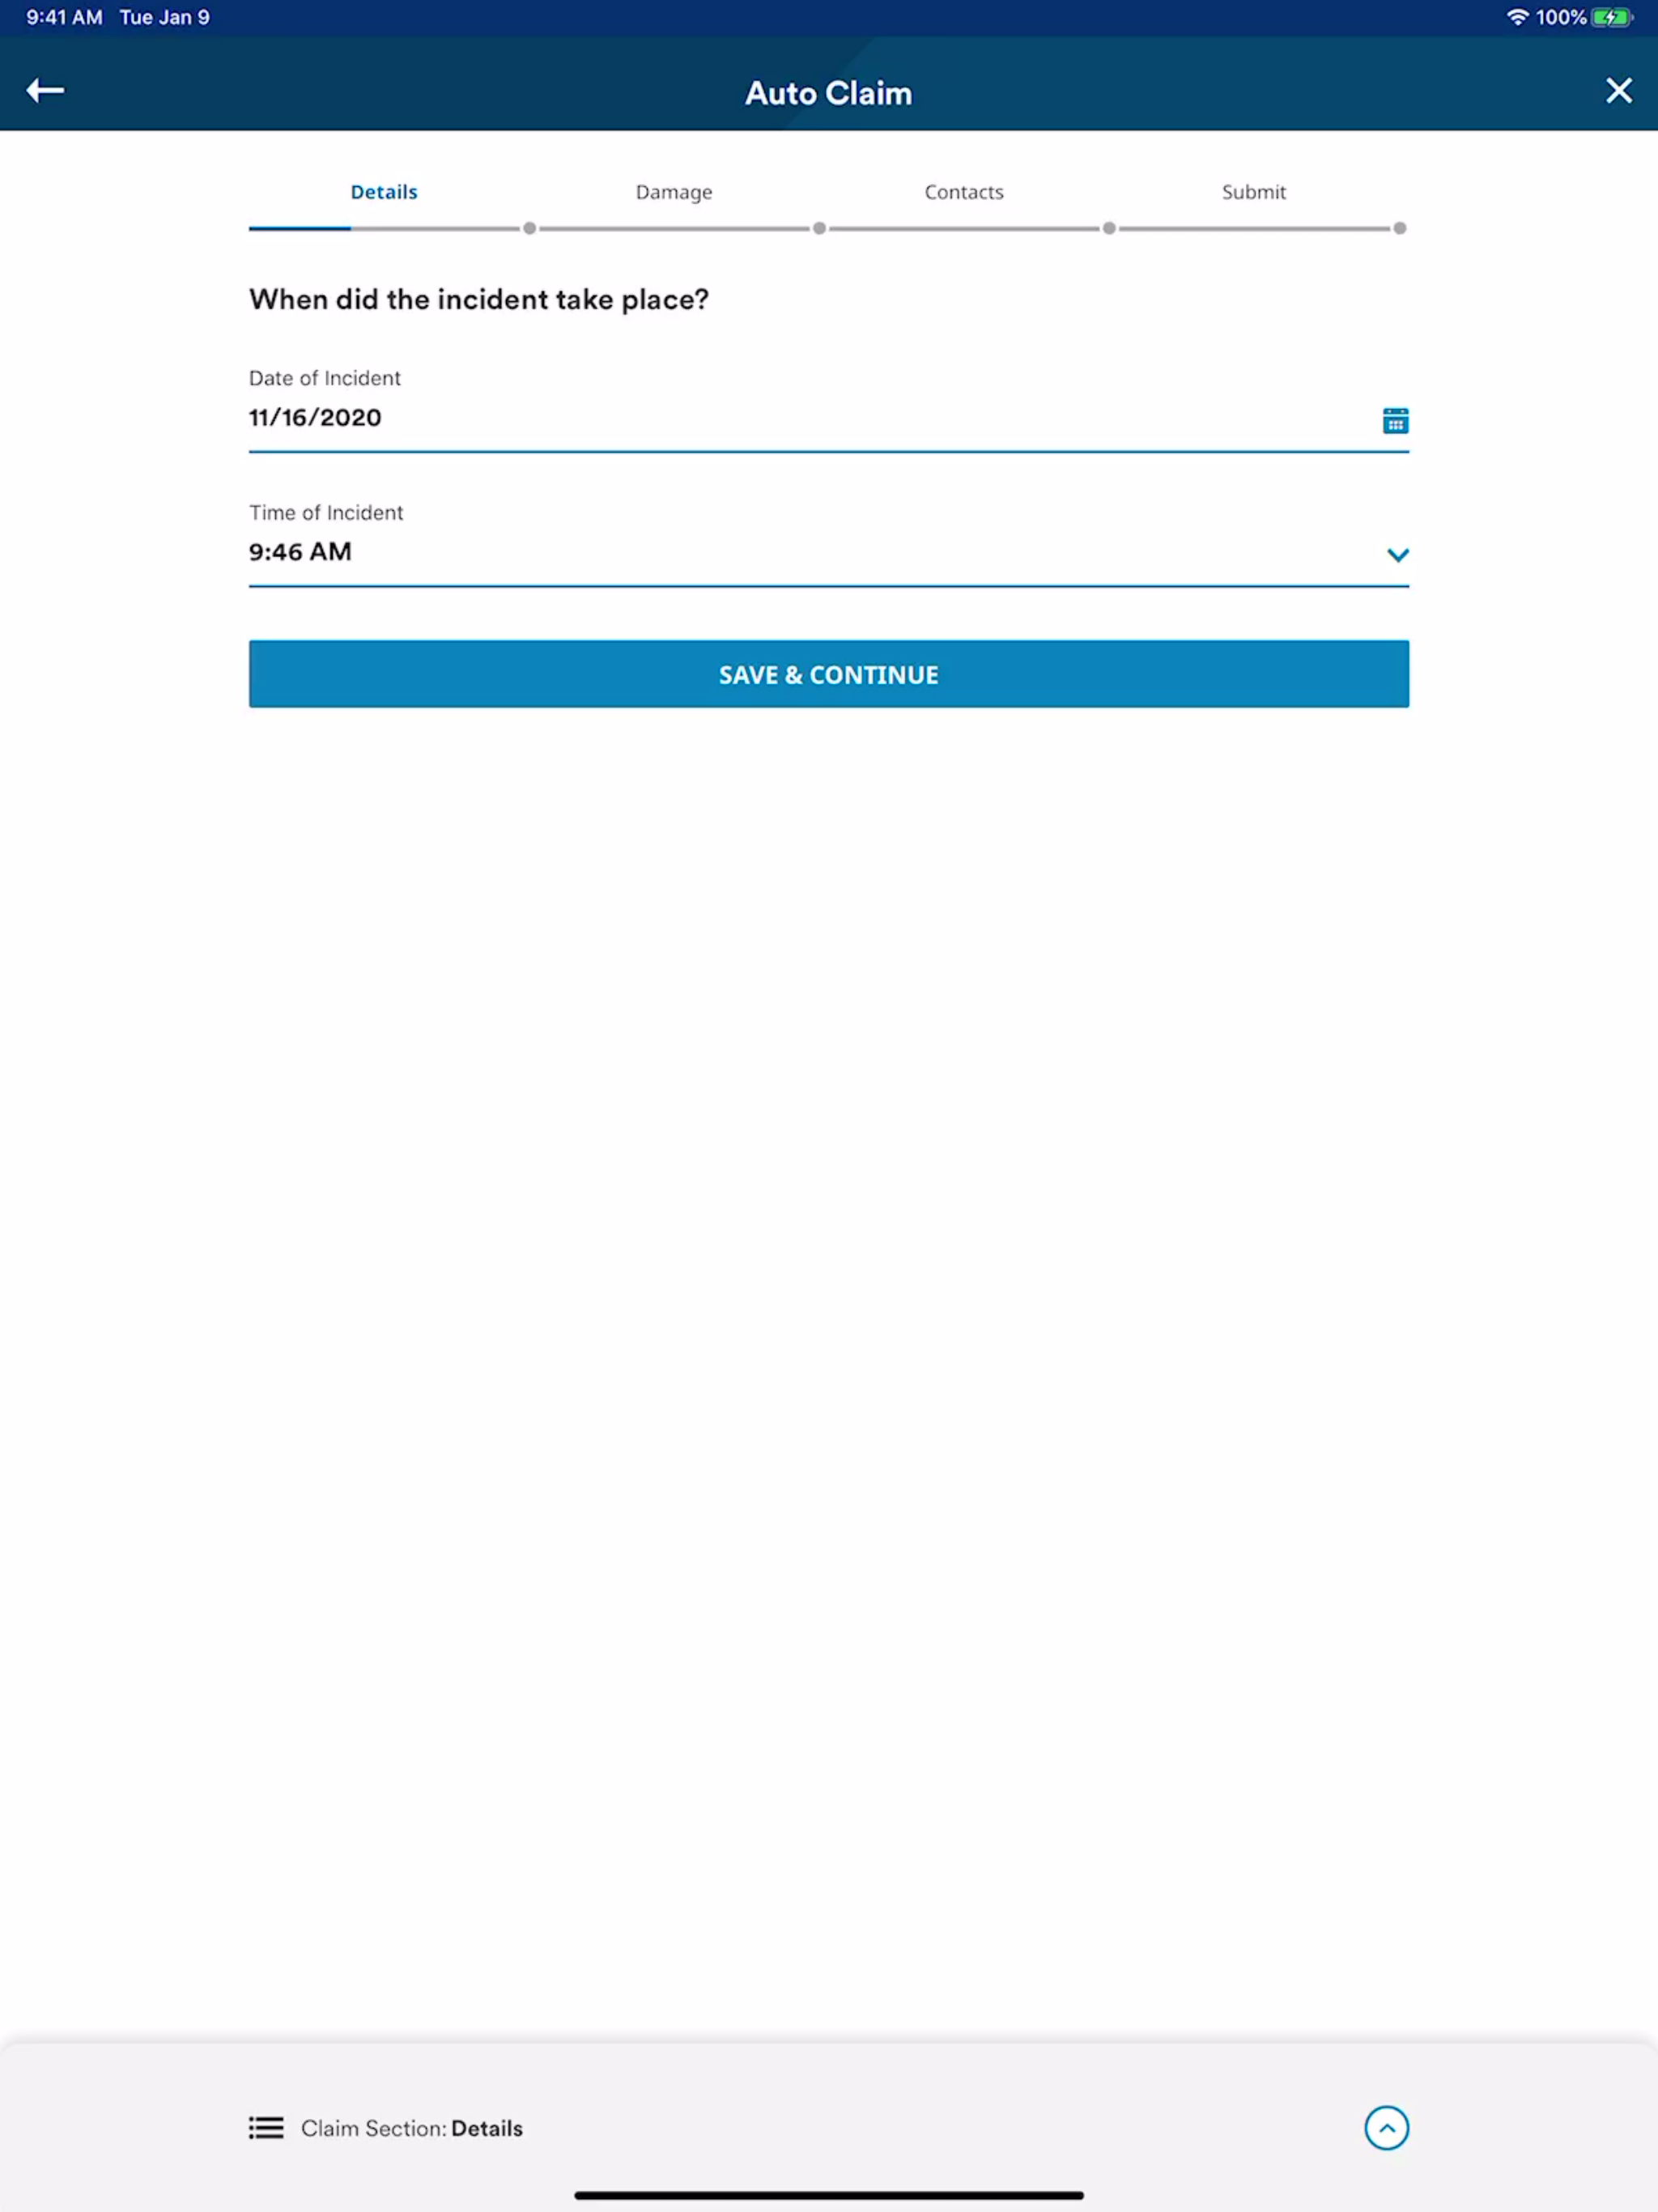 9:41 AM Tue Jan 9 100%
Auto Claim
Details Damage Contacts Submit
When did the incident take place?
Date of Incident
11/16/2020
Time of Incident
9:46 AM
SAVE & CONTINUE
Claim Section: Details